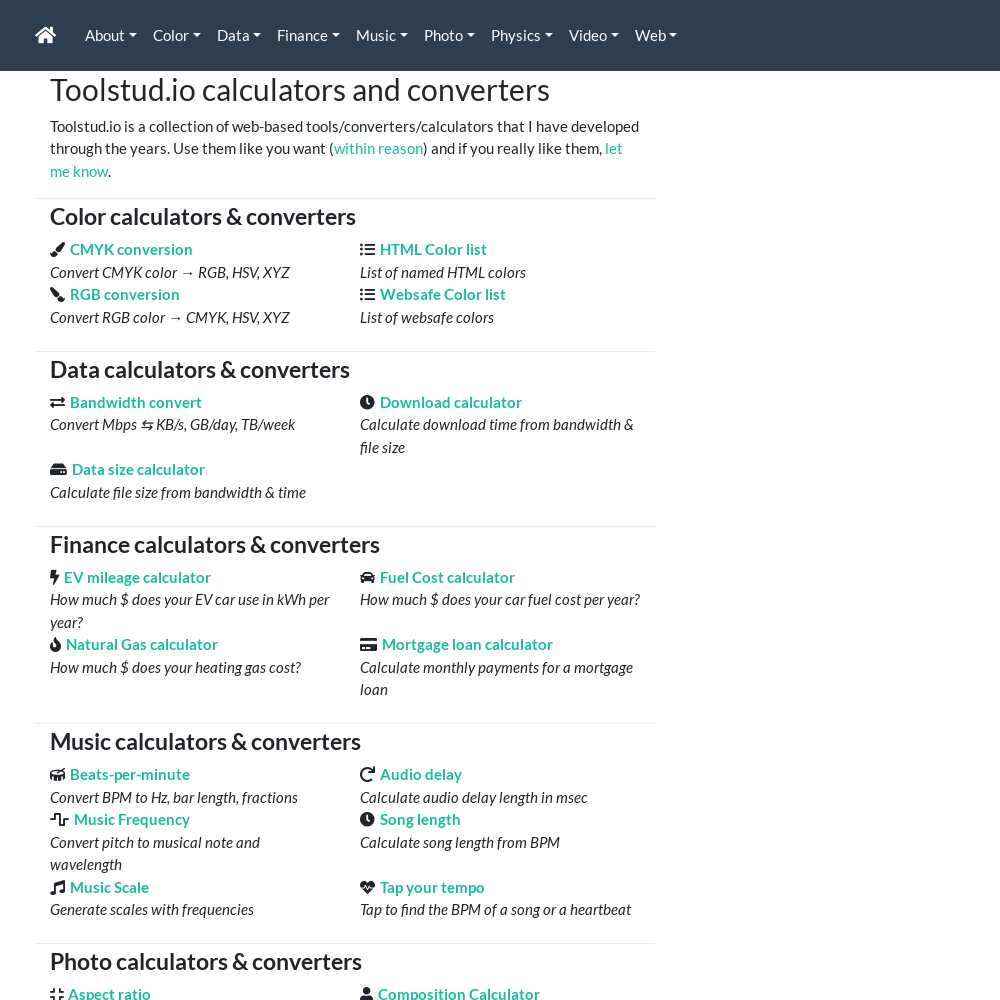 About Color Data Finance Music Photo Physics Video Web
Toolstud.io calculators and converters
Toolstud.io is a collection of web-based tools/converters/calculators that I have developed
through the years. Use them like you want (within reason) and if you really like them, let
me know.
Color calculators & converters
CMYK conversion
Convert CMYK color → RGB, HSV, XYZ
HTML Color list
List of named HTML colors
RGB conversion
Convert RGB color → CMYK, HSV, XYZ
Websafe Color list
List of websafe colors
Data calculators & converters
Bandwidth convert
Convert Mbps ⇆ KB/s, GB/day, TB/week
Download calculator
Calculate download time from bandwidth &
file size
Data size calculator
Calculate file size from bandwidth & time
Finance calculators & converters
EV mileage calculator
How much $ does your EV car use in kWh per
year?
Fuel Cost calculator
How much $ does your car fuel cost per year?
Natural Gas calculator
How much $ does your heating gas cost?
Mortgage loan calculator
Calculate monthly payments for a mortgage
loan
Music calculators & converters
Beats-per-minute
Convert BPM to Hz, bar length, fractions
Audio delay
Calculate audio delay length in msec
Music Frequency
Convert pitch to musical note and
wavelength
Song length
Calculate song length from BPM
Music Scale
Generate scales with frequencies
Tap your tempo
Tap to find the BPM of a song or a heartbeat
Photo calculators & converters
Aspect ratio
Composition Calculator